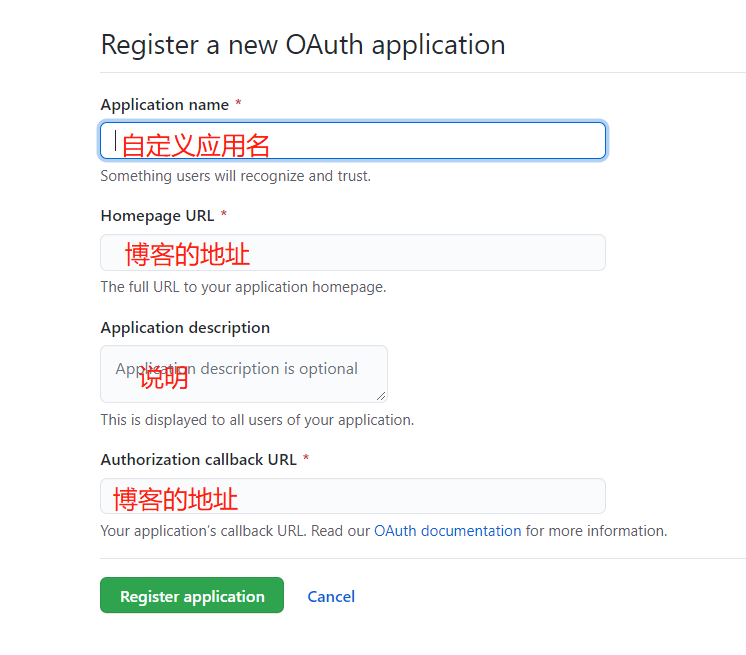 Register a new OAuth application
Application name *
自定义应用名
Something users will recognize and trust.
Homepage URL *
博客的地址
The full URL to your application homepage.
Application description
Application description is optional
说明
This is displayed to all users of your application.
Authorization callback URL *
博客的地址
Your application’s callback URL. Read our OAuth documentation for more information.
Register application Cancel